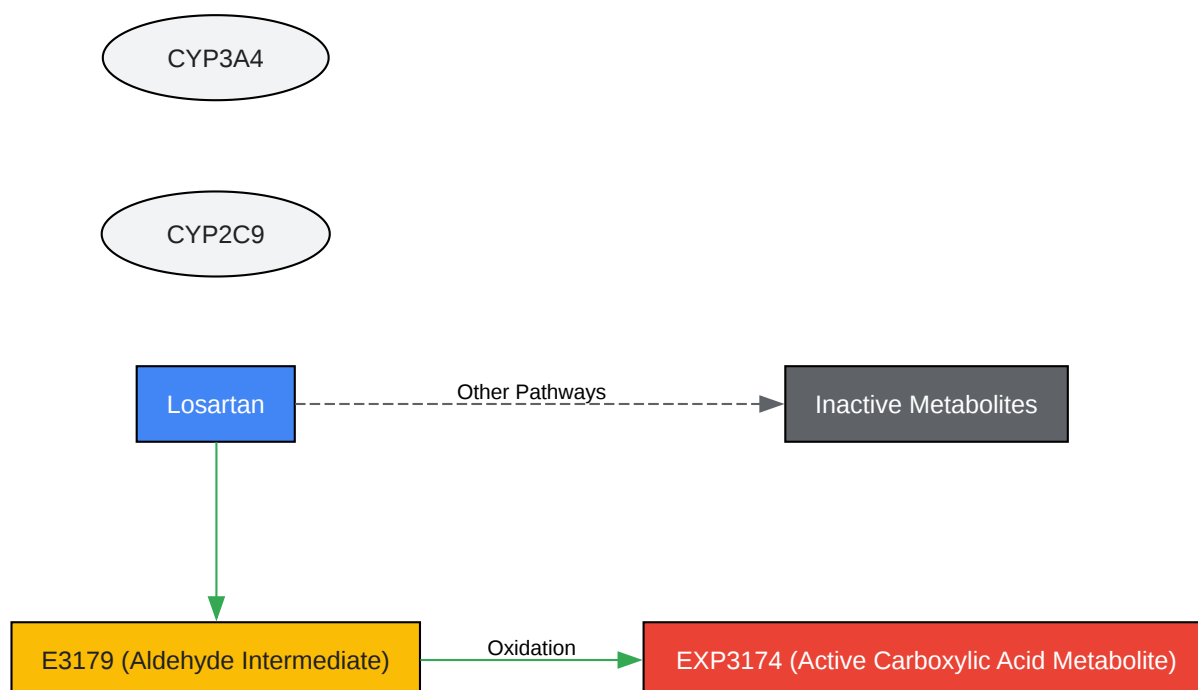 CYP3A4
CYP2C9
Losartan
Other Pathways
Inactive Metabolites
E3179 (Aldehyde Intermediate)
Oxidation
EXP3174 (Active Carboxylic Acid Metabolite)